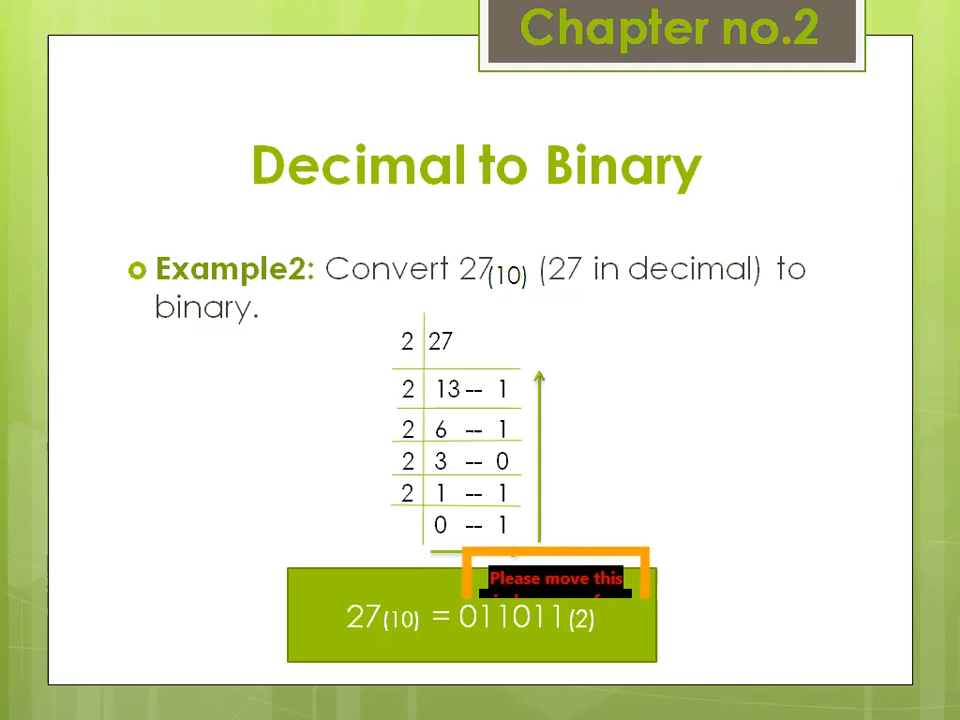 Chapter no.2
Decimal to Binary
Example2: Convert 27(10) (27 in decimal) to
binary.
2 27
2 13 -- 1
2 6 -- 1
2 3 -- 0
2 1 -- 1
0 -- 1
Please move this
27(10) = 011011(2)